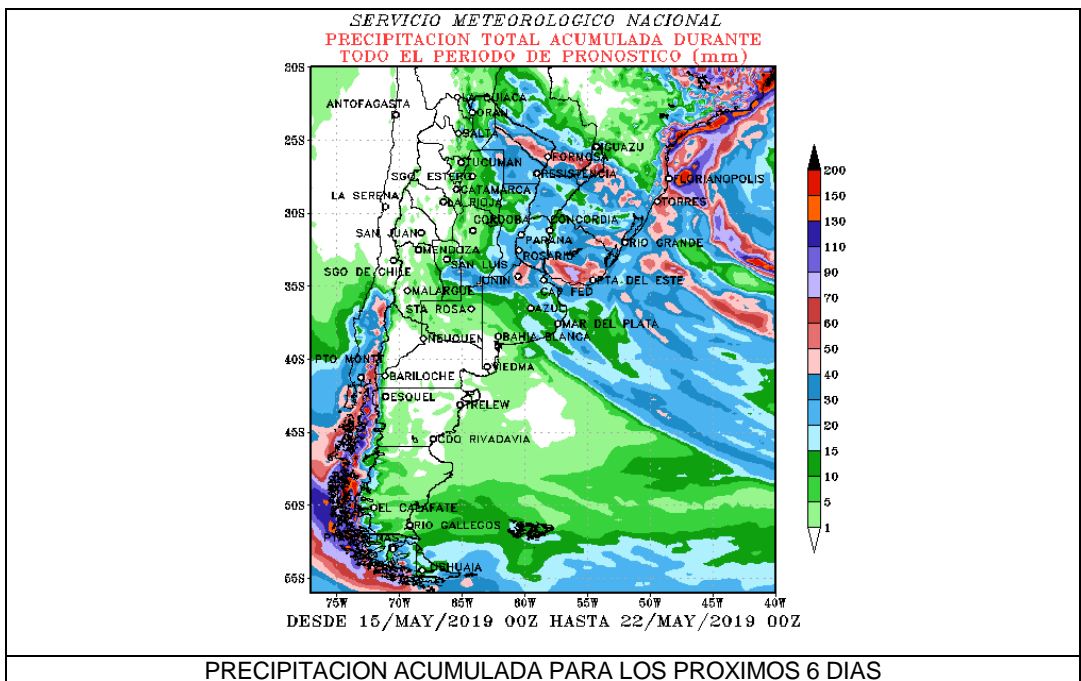 SERVICIO METEOROLOGICO NACIONAL
PRECIPITACION TOTAL ACUMULADA DURANTE
TODO EL PERIODO DE PRONOSTICO (mm)
20S
25S
30S
35S
40S
45S
50S
55S
75W
70W
65W
60W
55W
50W
45W
40W
LA QUIACA
ANTOFAGASTA
ORAN
SALTA
IGUAZU
FORMOSA
TUCUMAN
RESISTENCIA
SGO. ESTERO
FLORIANOPOLIS
CATAMARCA
LA SERENA
LA RIOJA
TORRES
CORDOBA
CONCORDIA
SAN JUAN
PARANA
RIO GRANDE
MENDOZA
ROSARIO
SAN LUIS
SGO DE CHILE
JUNIN
PTA DEL ESTE
MALARGUE
CAP FED
STA ROSA
AZUL
MAR DEL PLATA
NEUQUEN
BAHIA BLANCA
PTO MONTT
VIEDMA
BARILOCHE
ESQUEL
TRELEW
CDO RIVADAVIA
EL CALAFATE
RIO GALLEGOS
USHUAIA
200
150
130
110
90
70
60
50
40
30
20
15
10
5
1
DESDE 15/MAY/2019 00Z HASTA 22/MAY/2019 00Z
PRECIPITACION ACUMULADA PARA LOS PROXIMOS 6 DIAS